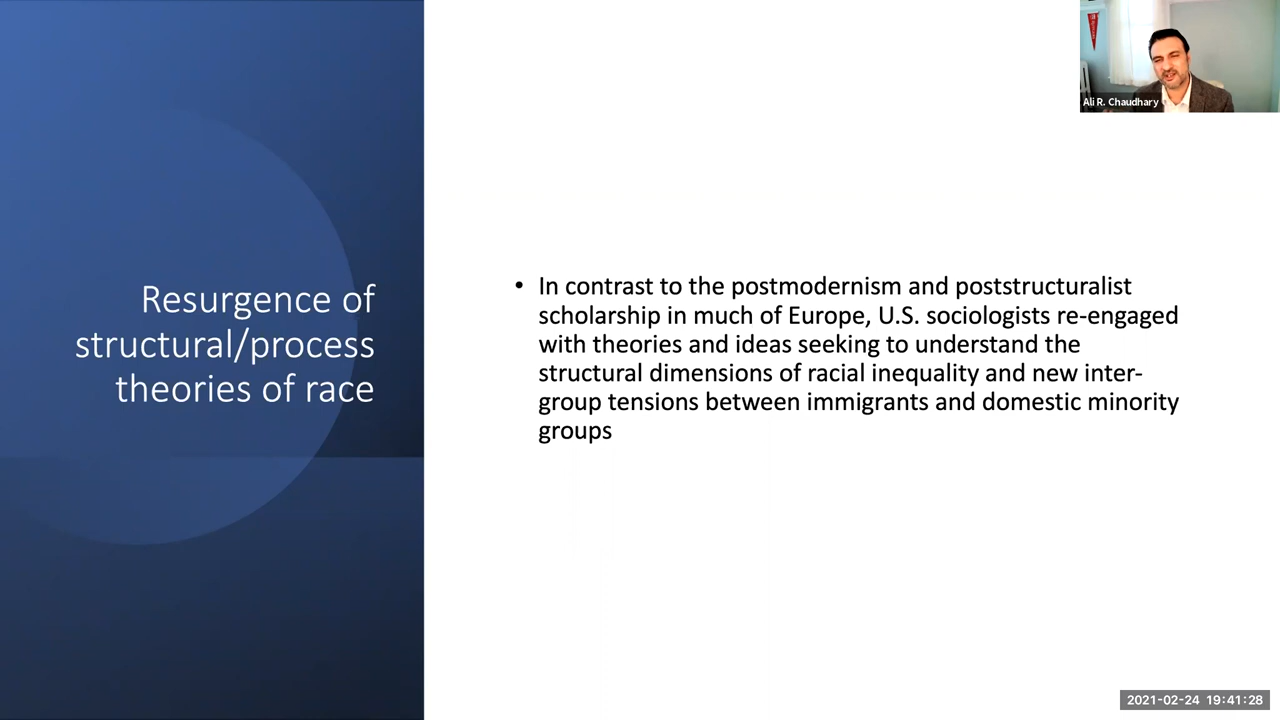 Ali R. Chaudhary
Resurgence of
structural/process
theories of race
• In contrast to the postmodernism and poststructuralist
scholarship in much of Europe, U.S. sociologists re-engaged
with theories and ideas seeking to understand the
structural dimensions of racial inequality and new inter-
group tensions between immigrants and domestic minority
groups
2021-02-24 19:41:28